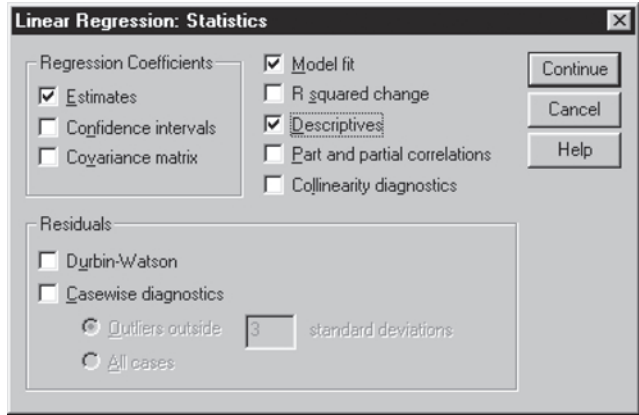 Linear Regression: Statistics
Regression Coefficients
Estimates
Confidence intervals
Covariance matrix
Model fit
R squared change
Descriptives
Part and partial correlations
Collinearity diagnostics
Continue
Cancel
Help
Residuals
Durbin-Watson
Casewise diagnostics
Outliers outside 3 standard deviations
All cases